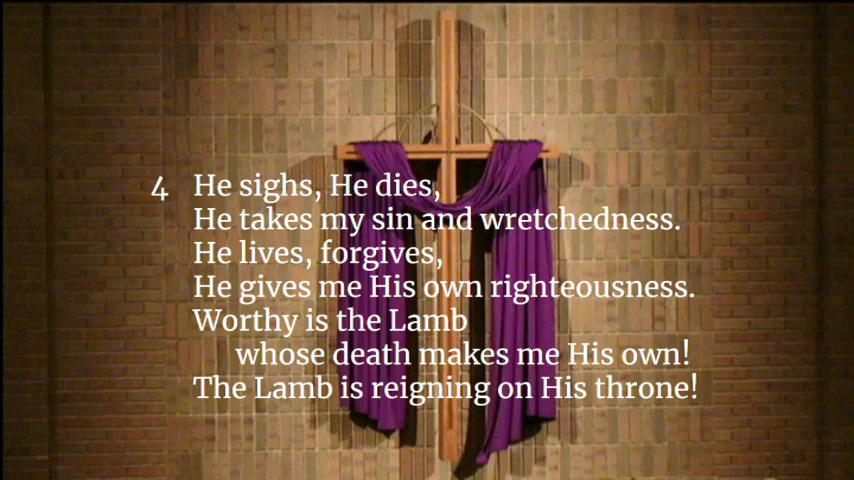 4 He sighs, He dies,
He takes my sin and wretchedness.
He lives, forgives,
He gives me His own righteousness.
Worthy is the Lamb
whose death makes me His own!
The Lamb is reigning on His throne!